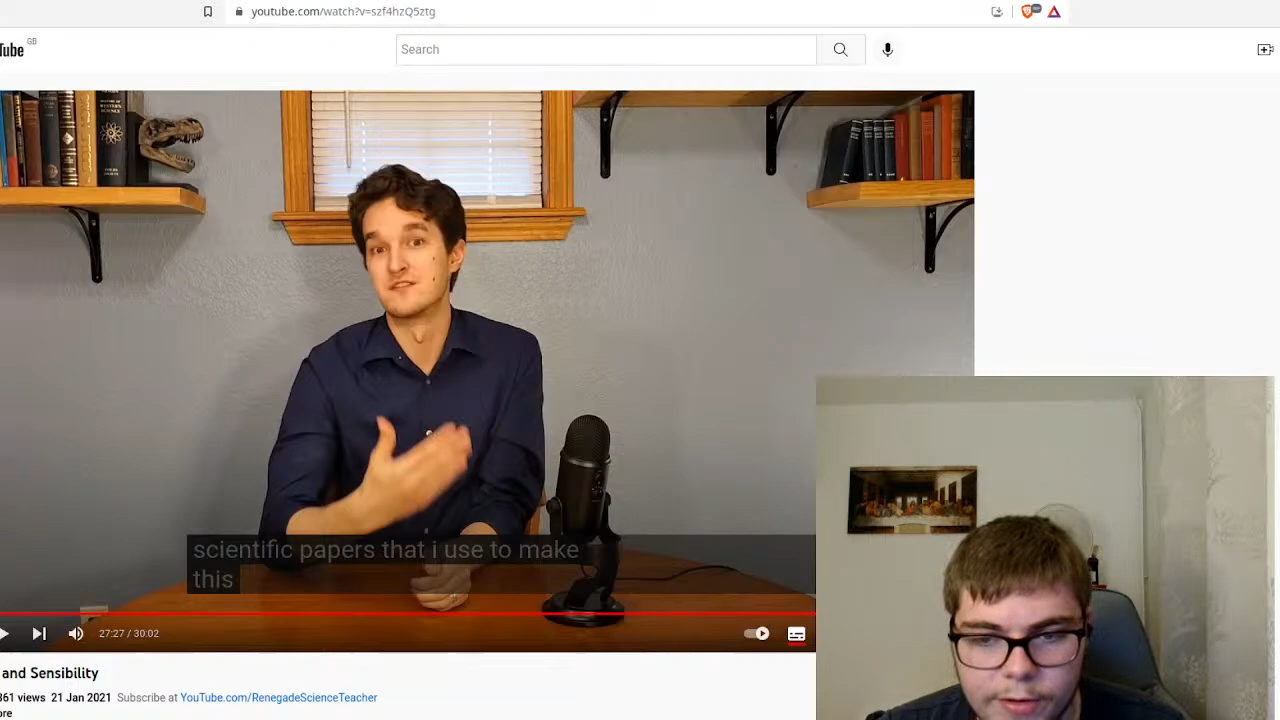 youtube.com/watch?v=szf4hzQ5ztg
Tube GB
Search
scientific papers that i use to make
this
27:27 / 30:02
and Sensibility
361 views 21 Jan 2021 Subscribe at YouTube.com/RenegadeScienceTeacher
ore